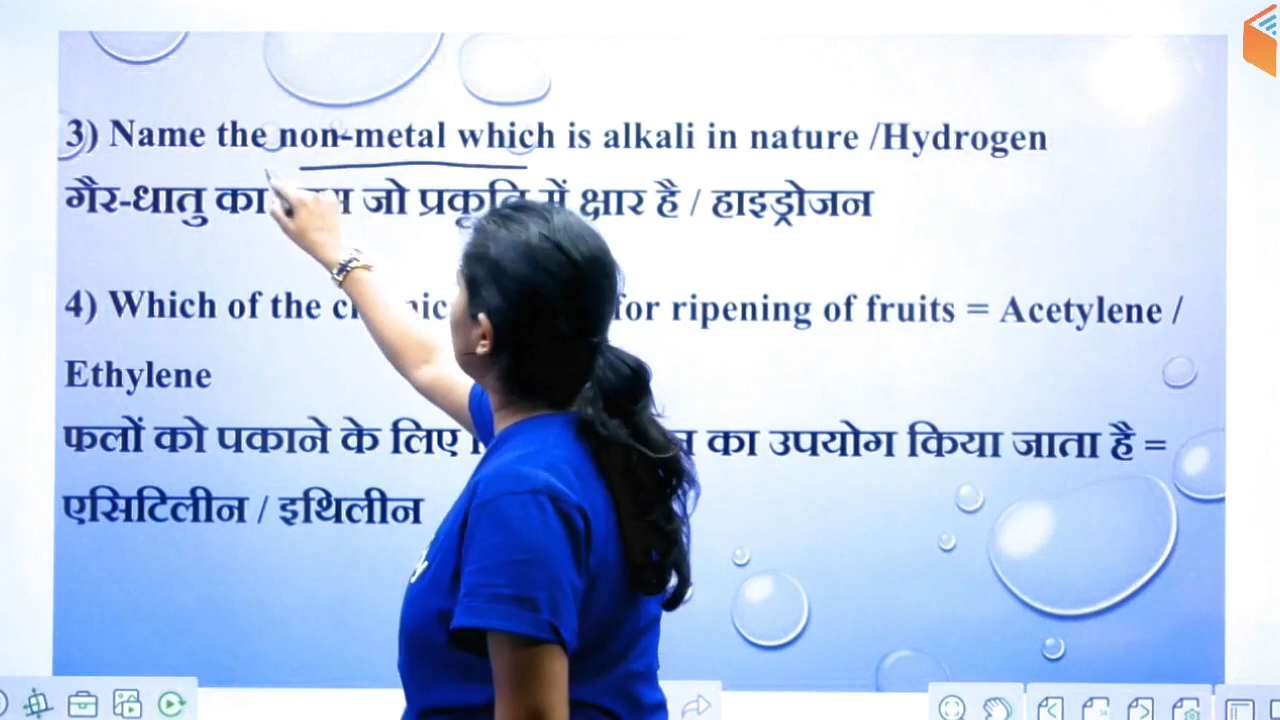 3) Name the non-metal which is alkali in nature /Hydrogen
गैर-धातु का जो प्रकृति में क्षार है / हाइड्रोजन
4) Which of the for ripening of fruits = Acetylene /
Ethylene
फलों को पकाने के लिए का उपयोग किया जाता है =
एसिटिलीन / इथिलीन